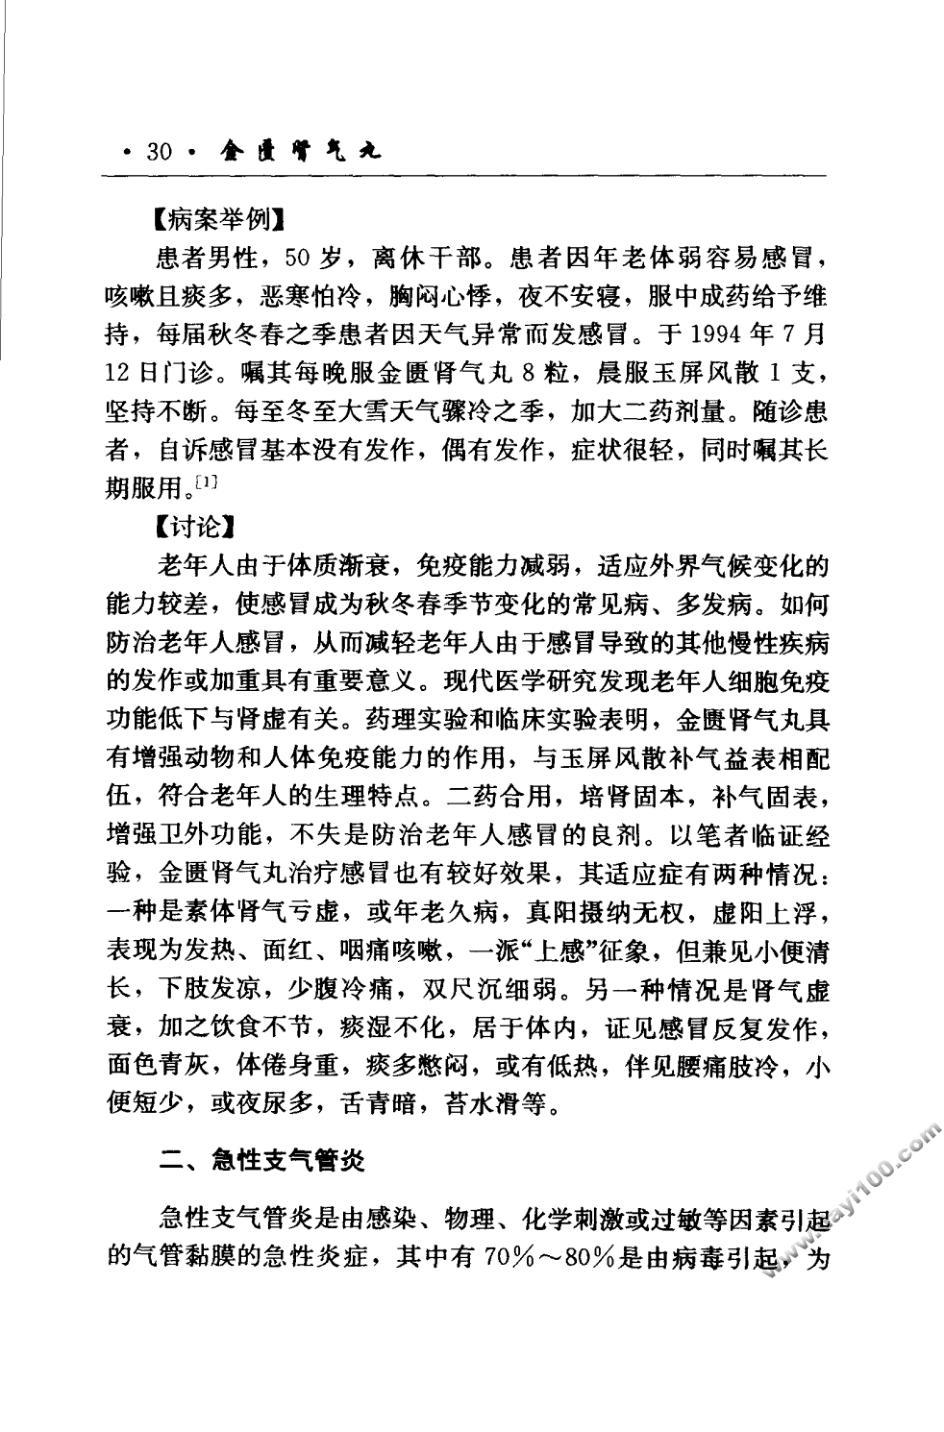 · 30 · 金匮肾气丸
【病案举例】
患者男性，50 岁，离休干部。患者因年老体弱容易感冒，
咳嗽且痰多，恶寒怕冷，胸闷心悸，夜不安寝，服中成药给予维
持，每届秋冬春之季患者因天气异常而发感冒。于 1994 年 7 月
12 日门诊。嘱其每晚服金匮肾气丸 8 粒，晨服玉屏风散 1 支，
坚持不断。每至冬至大雪天气骤冷之季，加大二药剂量。随诊患
者，自诉感冒基本没有发作，偶有发作，症状很轻，同时嘱其长
期服用。[1]
【讨论】
老年人由于体质渐衰，免疫能力减弱，适应外界气候变化的
能力较差，使感冒成为秋冬春季节变化的常见病、多发病。如何
防治老年人感冒，从而减轻老年人由于感冒导致的其他慢性疾病
的发作或加重具有重要意义。现代医学研究发现老年人细胞免疫
功能低下与肾虚有关。药理实验和临床实验表明，金匮肾气丸具
有增强动物和人体免疫能力的作用，与玉屏风散补气益表相配
伍，符合老年人的生理特点。二药合用，培肾固本，补气固表，
增强卫外功能，不失是防治老年人感冒的良剂。以笔者临证经
验，金匮肾气丸治疗感冒也有较好效果，其适应症有两种情况：
一种是素体肾气亏虚，或年老久病，真阳摄纳无权，虚阳上浮，
表现为发热、面红、咽痛咳嗽，一派“上感”征象，但兼见小便清
长，下肢发凉，少腹冷痛，双尺沉细弱。另一种情况是肾气虚
衰，加之饮食不节，痰湿不化，居于体内，证见感冒反复发作，
面色青灰，体倦身重，痰多憋闷，或有低热，伴见腰痛肢冷，小
便短少，或夜尿多，舌青暗，苔水滑等。
二、急性支气管炎
急性支气管炎是由感染、物理、化学刺激或过敏等因素引起
的气管黏膜的急性炎症，其中有 70%～80%是由病毒引起，为